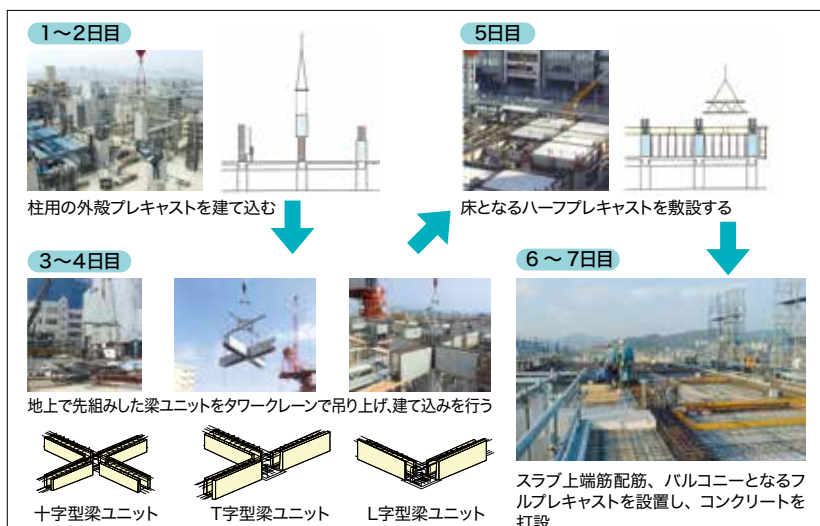 1〜2日目
柱用の外殻プレキャストを建て込む
3〜4日目
地上で先組みした梁ユニットをタワークレーンで吊り上げ、建て込みを行う
十字型梁ユニット
T字型梁ユニット
L字型梁ユニット
5日目
床となるハーフプレキャストを敷設する
6〜7日目
スラブ上端筋配筋、バルコニーとなるフ
ルプレキャストを設置し、コンクリートを
打設